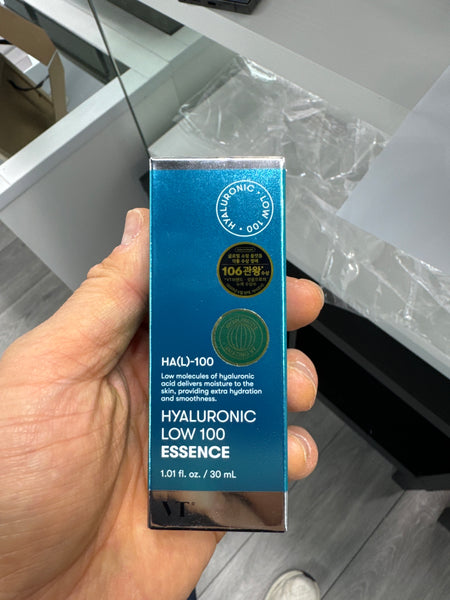 HYALURONIC • LOW 100 •
106관왕
HA(L)-100
Low molecules of hyaluronic
acid delivers moisture to the
skin, providing extra hydration
and smoothness.
HYALURONIC
LOW 100
ESSENCE
1.01 fl. oz. / 30 mL
VT